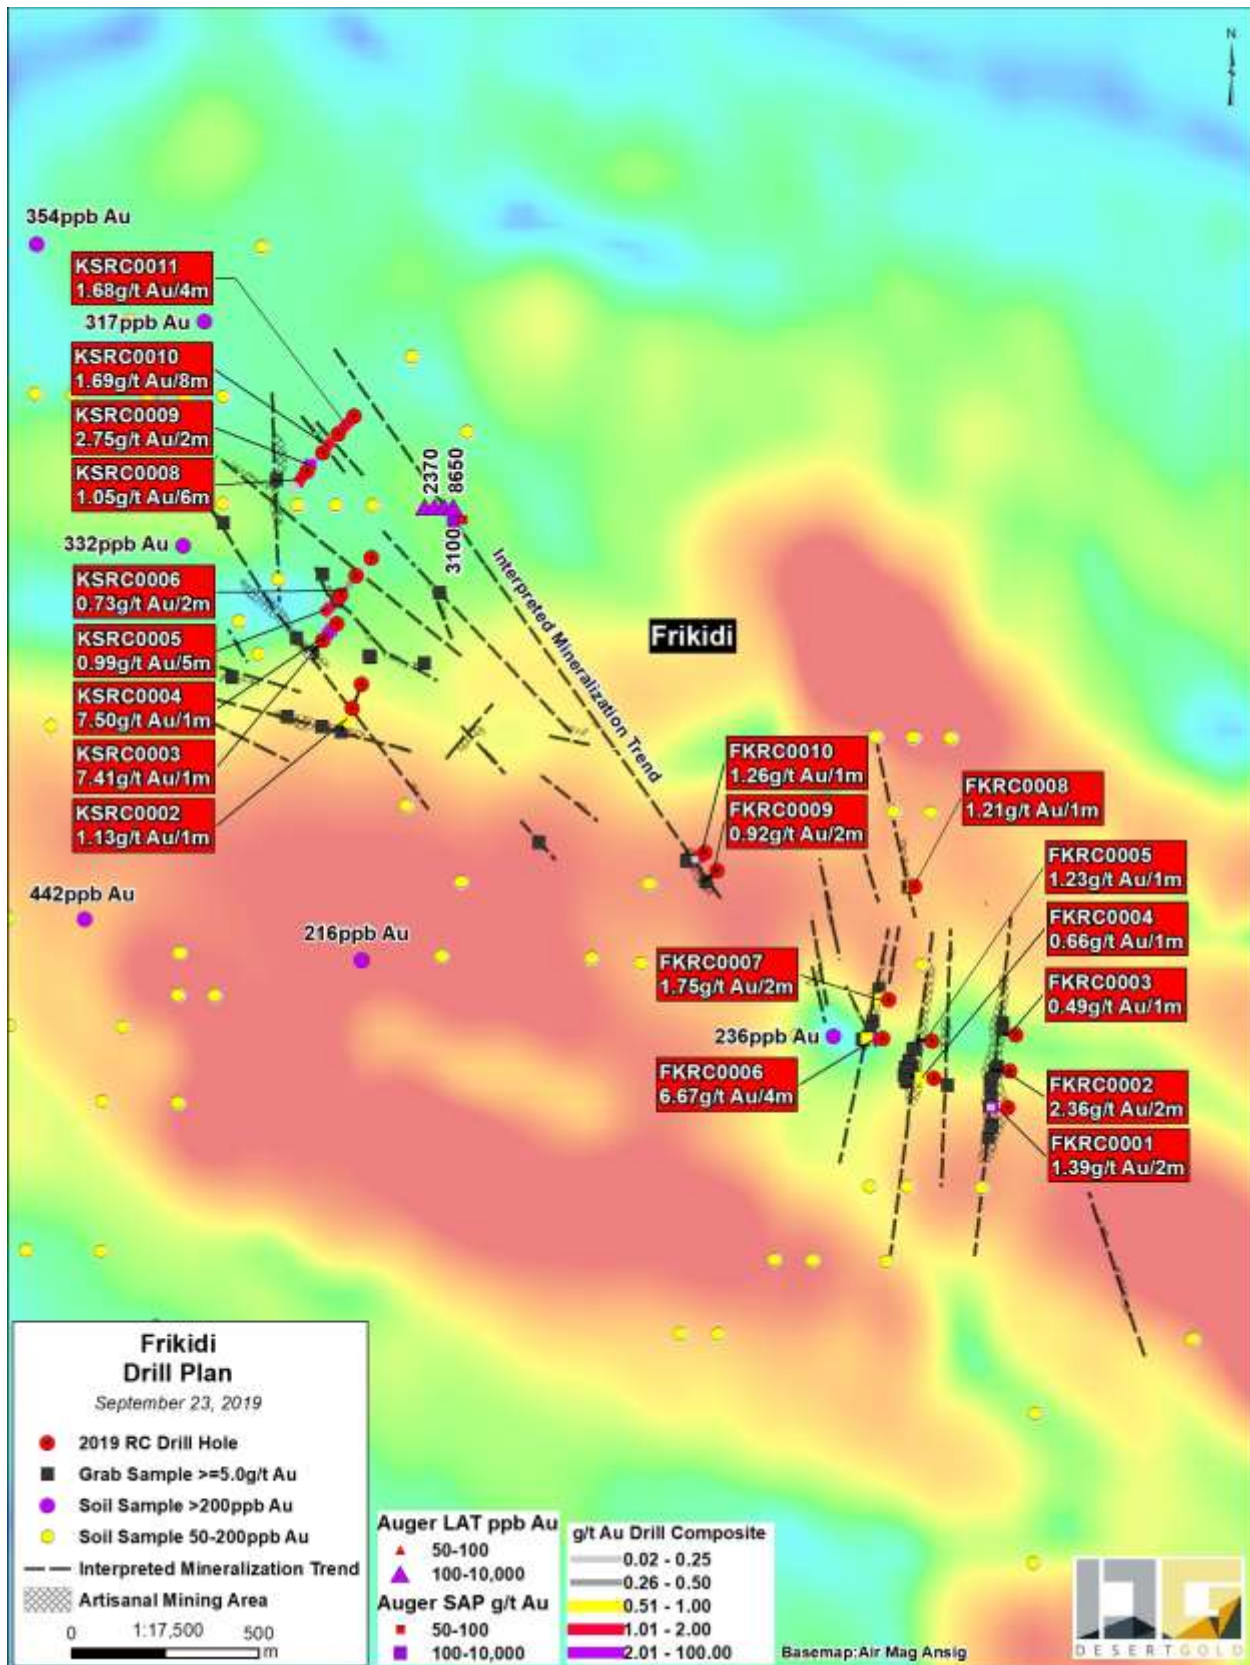 N
354ppb Au
KSRC0011
1.68g/t Au/4m
317ppb Au
KSRC0010
1.69g/t Au/8m
KSRC0009
2.75g/t Au/2m
KSRC0008
1.05g/t Au/6m
2370
8650
3100
332ppb Au
Interpreted Mineralization Trend
KSRC0006
0.73g/t Au/2m
KSRC0005
0.99g/t Au/5m
KSRC0004
7.50g/t Au/1m
KSRC0003
7.41g/t Au/1m
KSRC0002
1.13g/t Au/1m
Frikidi
FKRC0010
1.26g/t Au/1m
FKRC0009
0.92g/t Au/2m
FKRC0008
1.21g/t Au/1m
FKRC0005
1.23g/t Au/1m
FKRC0004
0.66g/t Au/1m
FKRC0003
0.49g/t Au/1m
442ppb Au
216ppb Au
FKRC0007
1.75g/t Au/2m
236ppb Au
FKRC0006
6.67g/t Au/4m
FKRC0002
2.36g/t Au/2m
FKRC0001
1.39g/t Au/2m
Frikidi
Drill Plan
September 23, 2019
2019 RC Drill Hole
Grab Sample >=5.0g/t Au
Soil Sample >200ppb Au
Soil Sample 50-200ppb Au
Interpreted Mineralization Trend
Artisanal Mining Area
1:17,500
0 500
m
Auger LAT ppb Au
50-100
100-10,000
Auger SAP g/t Au
50-100
100-10,000
g/t Au Drill Composite
0.02 - 0.25
0.26 - 0.50
0.51 - 1.00
1.01 - 2.00
2.01 - 100.00
Basemap:Air Mag Ansig
DESERTGOLD